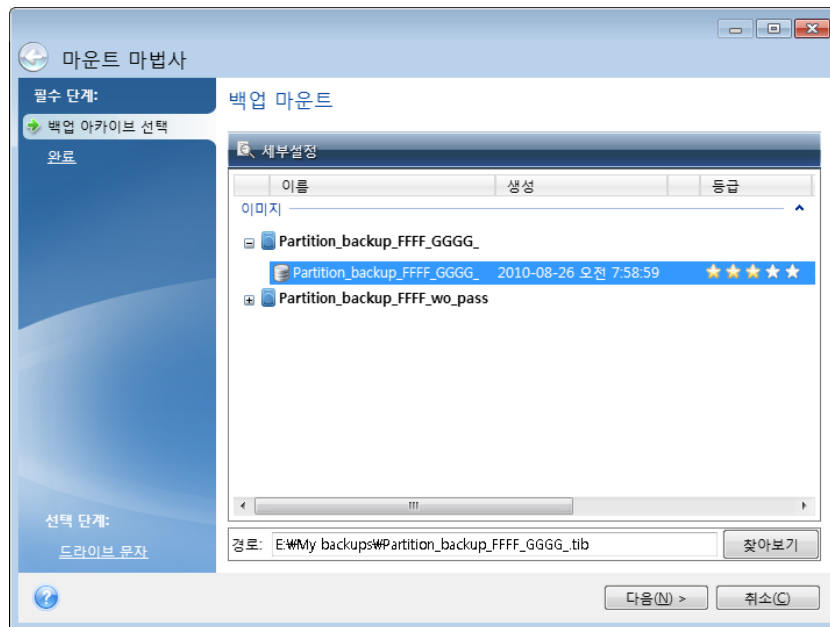 마운트 마법사
필수 단계:
백업 아카이브 선택
완료
선택 단계:
드라이브 문자
백업 마운트
세부설정
이름 생성 등급
이미지
Partition_backup_FFFF_GGGG_
Partition_backup_FFFF_GGGG_ 2010-08-26 오전 7:58:59
Partition_backup_FFFF_wo_pass
경로: E:₩My backups₩Partition_backup_FFFF_GGGG_.tib 찾아보기
다음(N) > 취소(C)